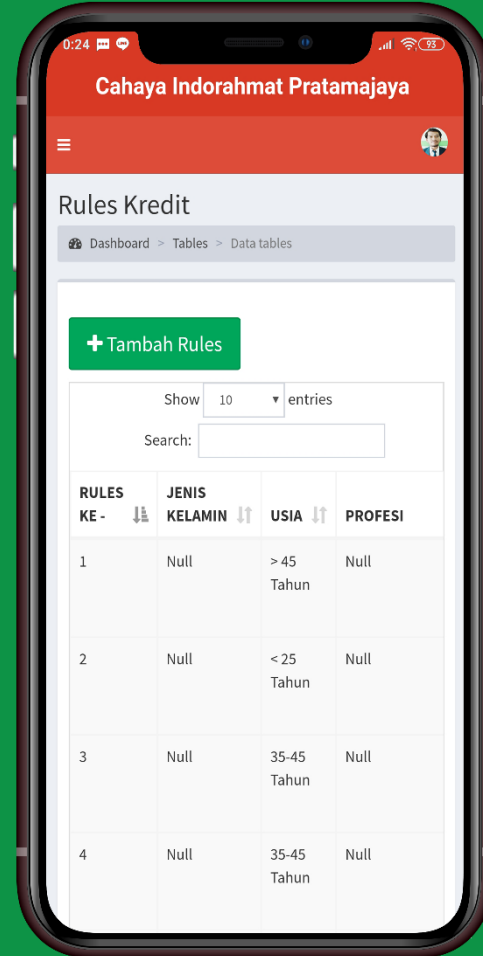 0:24 93
Cahaya Indorahmat Pratamajaya
Rules Kredit
Dashboard > Tables > Data tables
+ Tambah Rules
Show 10 entries
Search:
RULES KE - JENIS KELAMIN USIA PROFESI
1 Null > 45 Tahun Null
2 Null < 25 Tahun Null
3 Null 35-45 Tahun Null
4 Null 35-45 Tahun Null